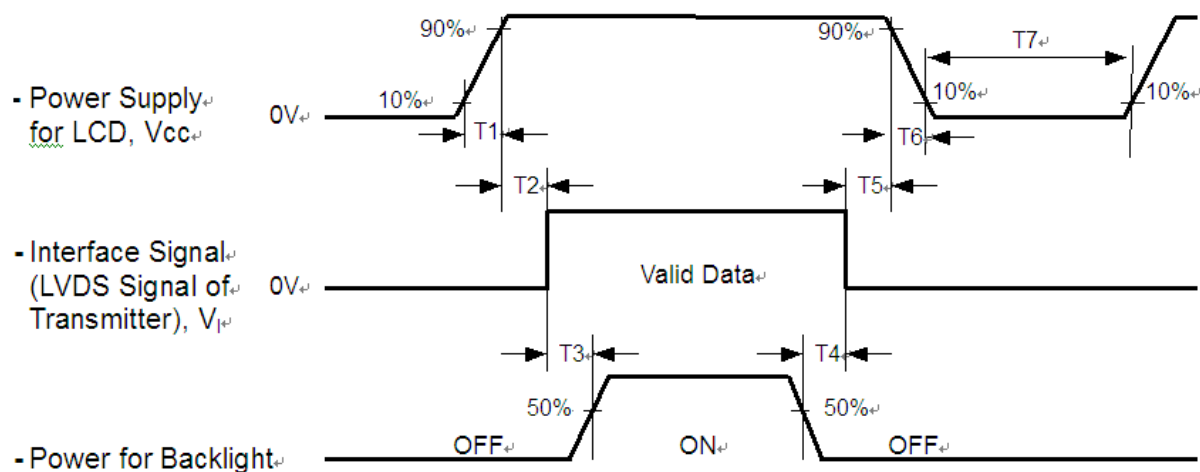 90% 90% T7
- Power Supply 10% 10% 10%
for LCD, Vcc 0V T1 T6
T2 T5
- Interface Signal
(LVDS Signal of 0V Valid Data
Transmitter), VI
T3 T4
50% 50%
- Power for Backlight OFF ON OFF